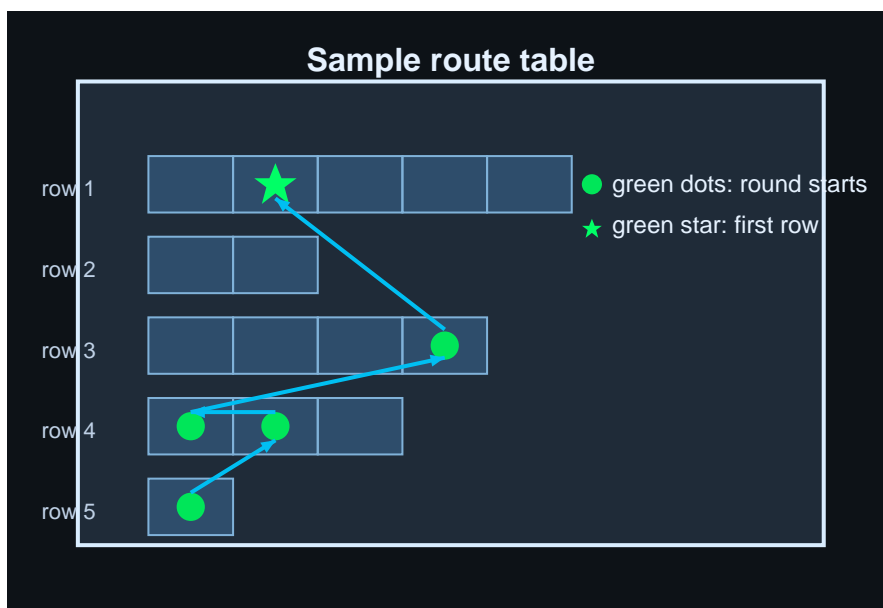 Sample route table
row 1
green dots: round starts
green star: first row
row 2
row 3
row 4
row 5